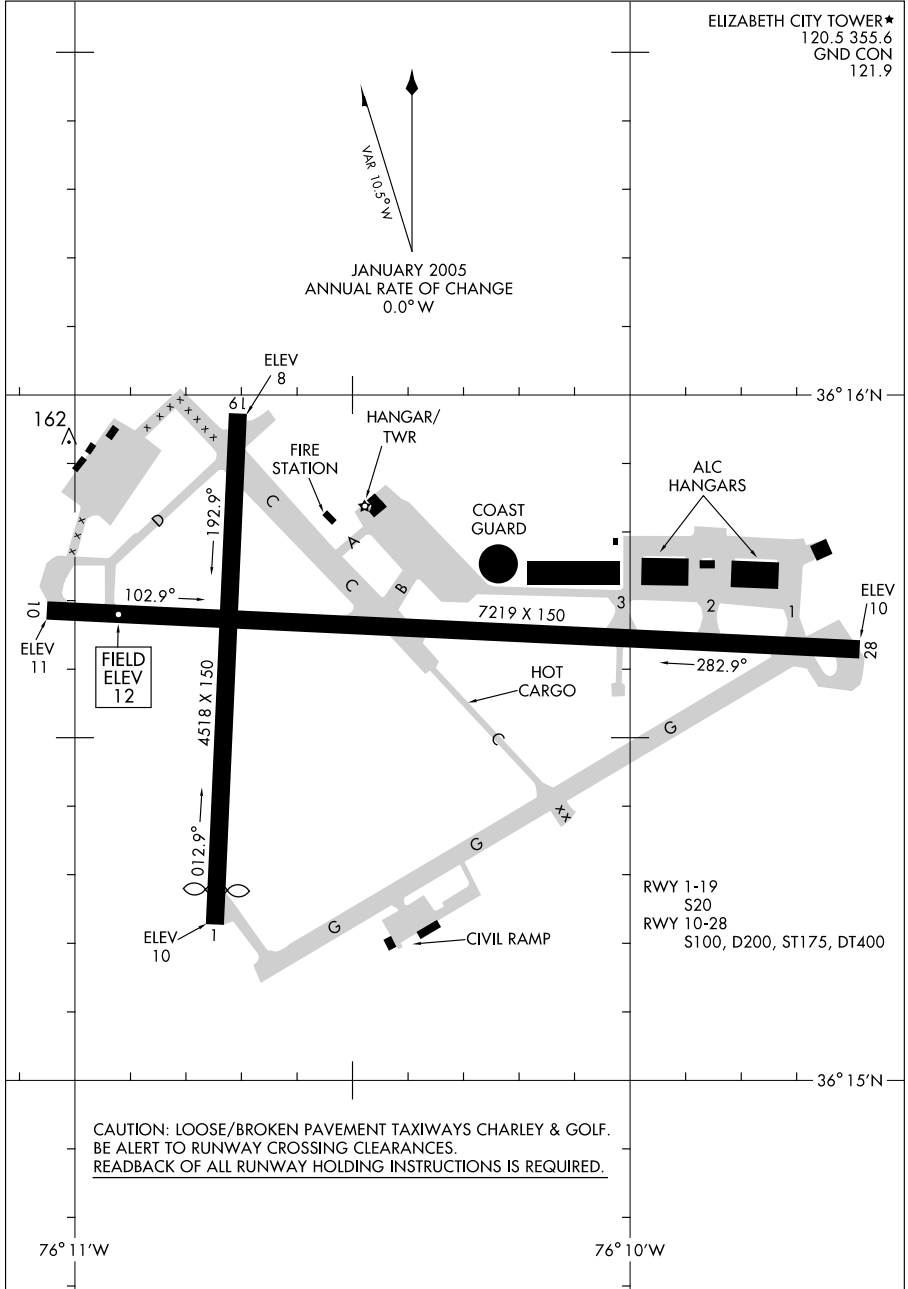 ELIZABETH CITY TOWER★
120.5 355.6
GND CON
121.9
VAR 10.5° W
JANUARY 2005
ANNUAL RATE OF CHANGE
0.0° W
ELEV
8
36° 16'N
19
162
HANGAR/
TWR
FIRE
STATION
ALC
HANGARS
COAST
GUARD
C
D
192.9°
A
C
B
102.9°
10
7219 X 150
3
2
1
ELEV
10
28
ELEV
11
FIELD
ELEV
12
282.9°
HOT
CARGO
4518 X 150
C
G
x x
012.9°
G
G
RWY 1-19
S20
RWY 10-28
S100, D200, ST175, DT400
ELEV
10
1
CIVIL RAMP
36° 15'N
CAUTION: LOOSE/BROKEN PAVEMENT TAXIWAYS CHARLEY & GOLF.
BE ALERT TO RUNWAY CROSSING CLEARANCES.
READBACK OF ALL RUNWAY HOLDING INSTRUCTIONS IS REQUIRED.
76° 11'W
76° 10'W